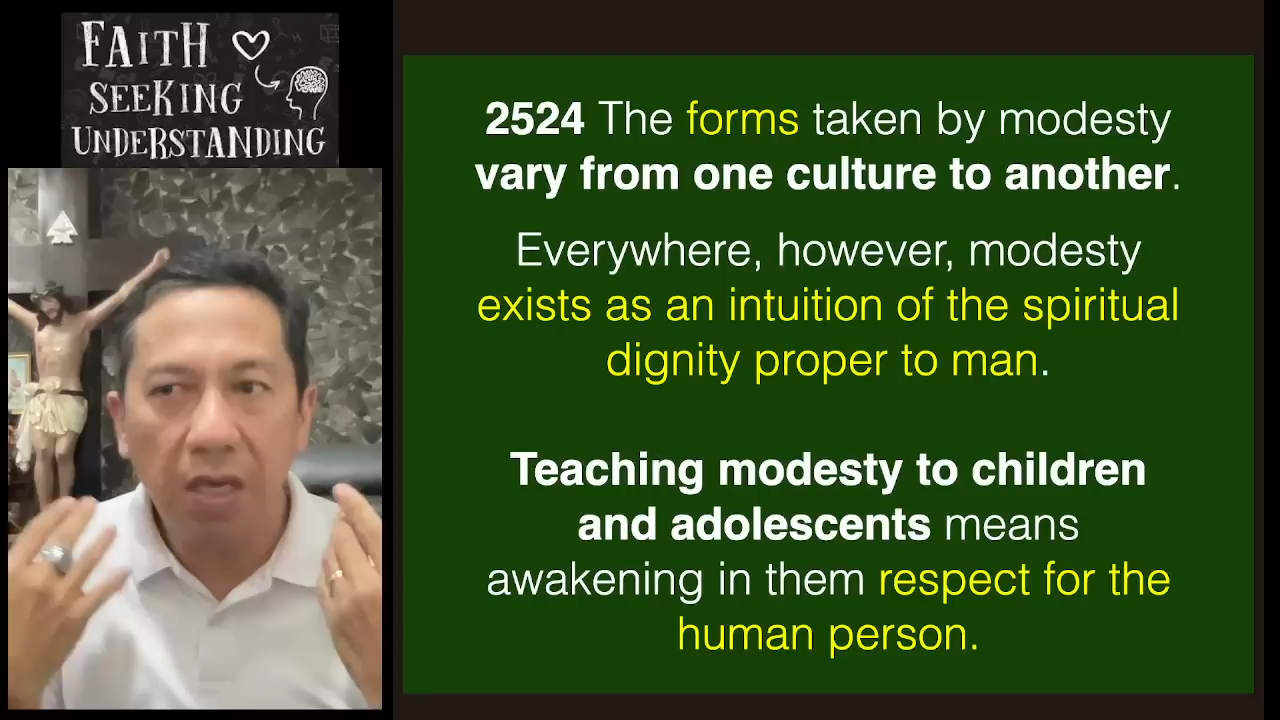 FAITH
SEEKING
UNDERSTANDING
2524 The forms taken by modesty
vary from one culture to another.
Everywhere, however, modesty
exists as an intuition of the spiritual
dignity proper to man.
Teaching modesty to children
and adolescents means
awakening in them respect for the
human person.